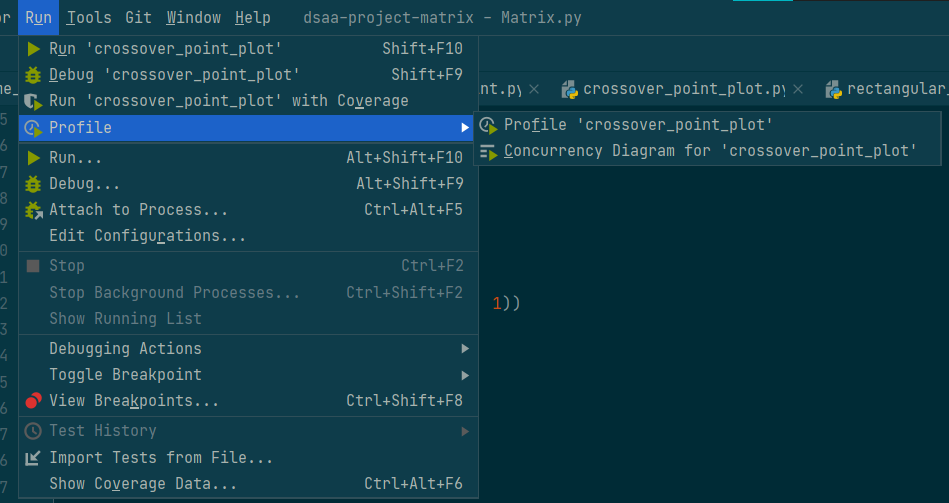 or Run Tools Git Window Help dsaa-project-matrix – Matrix.py
nt.py crossover_point_plot.py rectangular_
Run 'crossover_point_plot' Shift+F10
Debug 'crossover_point_plot' Shift+F9
Run 'crossover_point_plot' with Coverage
Profile
Profile 'crossover_point_plot'
Concurrency Diagram for 'crossover_point_plot'
Run... Alt+Shift+F10
Debug... Alt+Shift+F9
Attach to Process... Ctrl+Alt+F5
Edit Configurations...
Stop Ctrl+F2
Stop Background Processes... Ctrl+Shift+F2
1))
Show Running List
Debugging Actions
Toggle Breakpoint
View Breakpoints... Ctrl+Shift+F8
Test History
Import Tests from File...
Show Coverage Data... Ctrl+Alt+F6